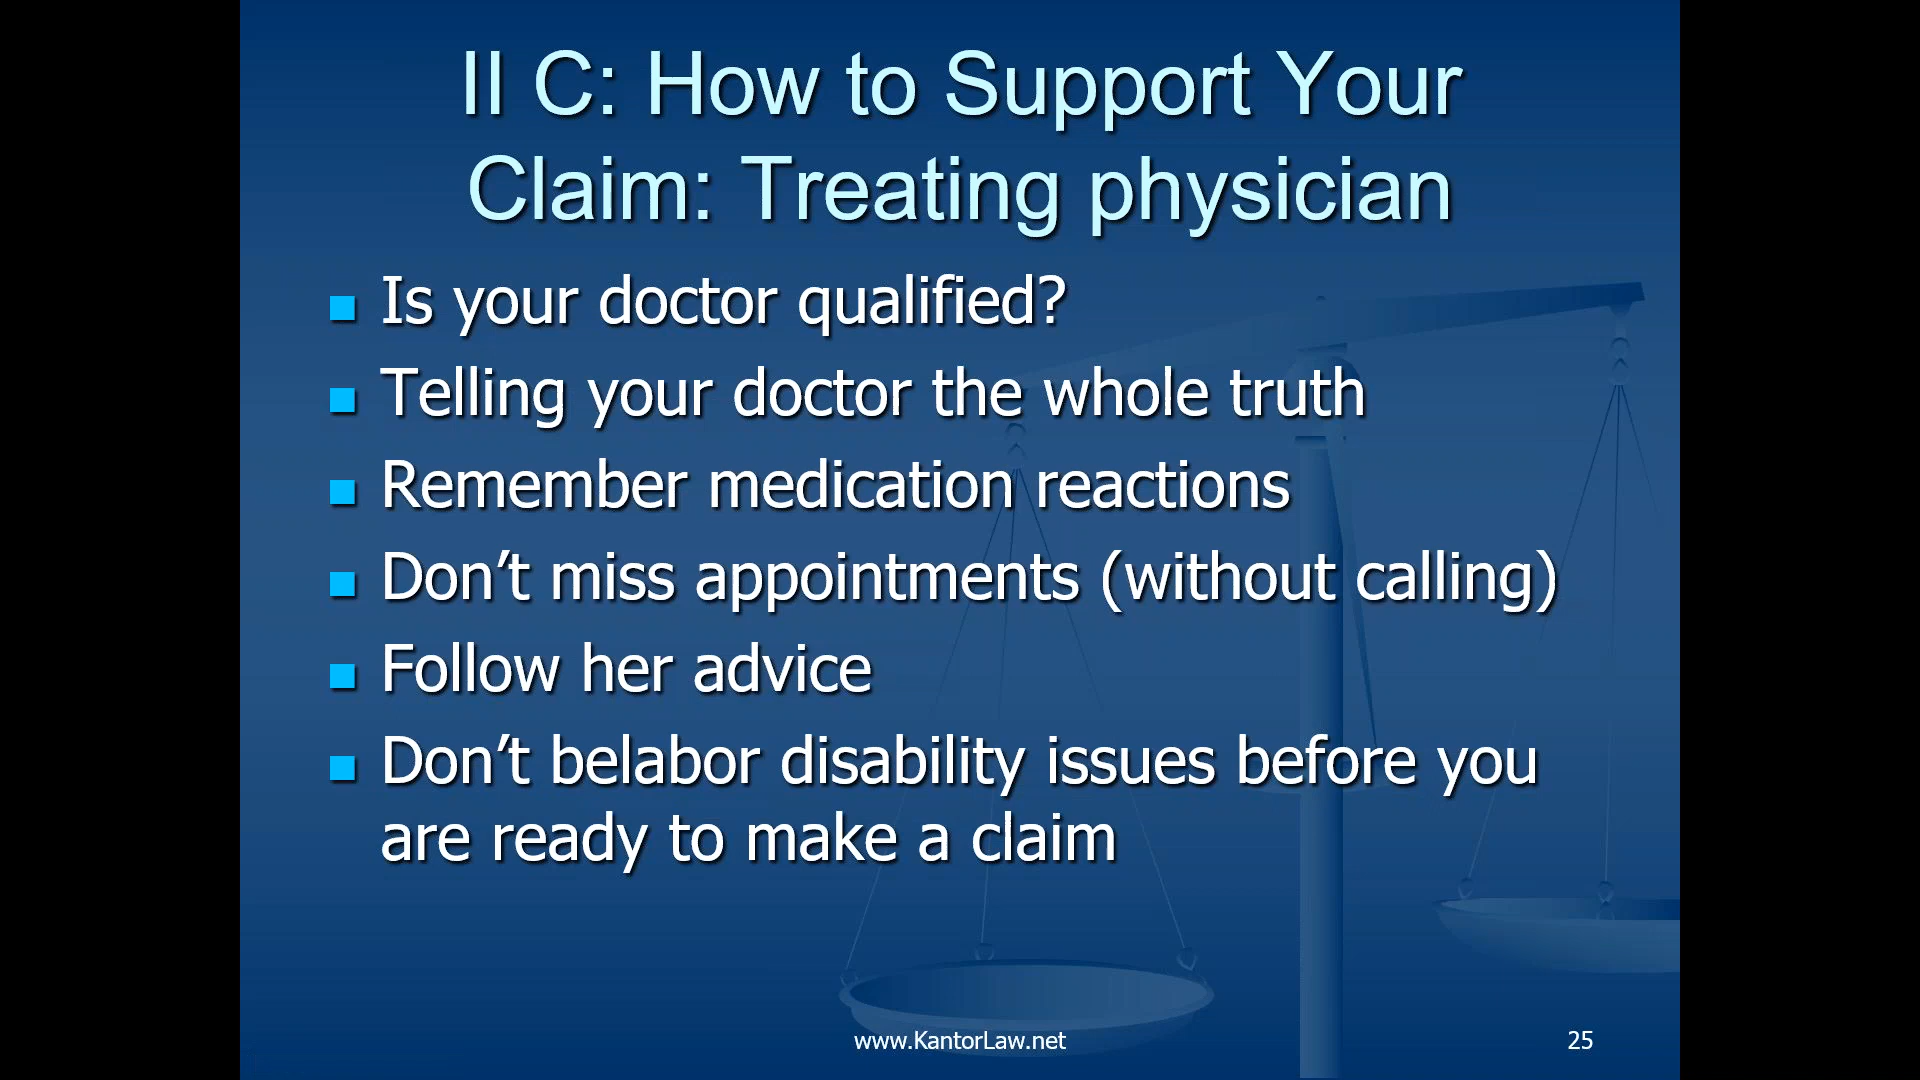 II C: How to Support Your
Claim: Treating physician
Is your doctor qualified?
Telling your doctor the whole truth
Remember medication reactions
Don’t miss appointments (without calling)
Follow her advice
Don’t belabor disability issues before you
are ready to make a claim
www.KantorLaw.net
25